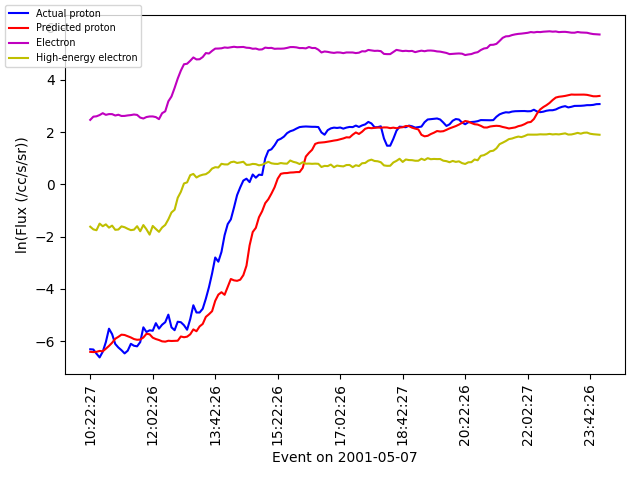 Actual proton
Predicted proton
Electron
High-energy electron
ln(Flux (/cc/s/sr))
4
2
0
−2
−4
−6
10:22:27
12:02:26
13:42:26
15:22:26
17:02:26
18:42:27
20:22:26
22:02:27
23:42:26
Event on 2001-05-07